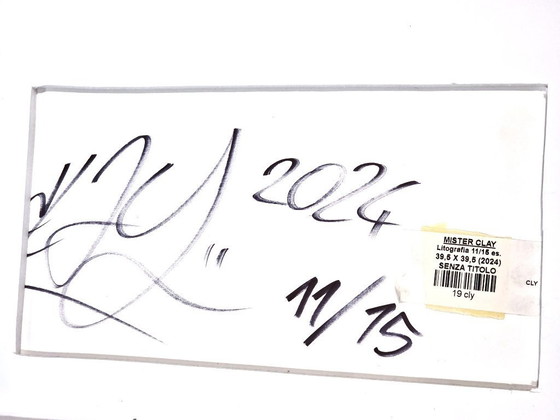 2024
11/15
MISTER CLAY
Litografia 11/15 es.
39,5 X 39,5 (2024)
SENZA TITOLO
19 cly
CLY